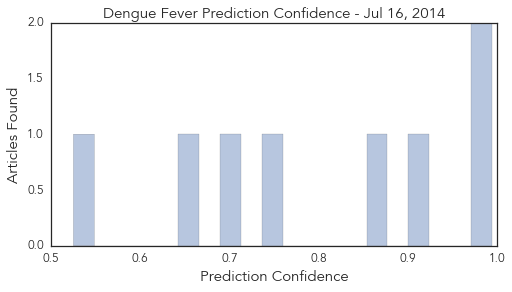 Dengue Fever Prediction Confidence - Jul 16, 2014
2.0
1.5
1.0
0.5
0.0
Articles Found
0.5 0.6 0.7 0.8 0.9 1.0
Prediction Confidence